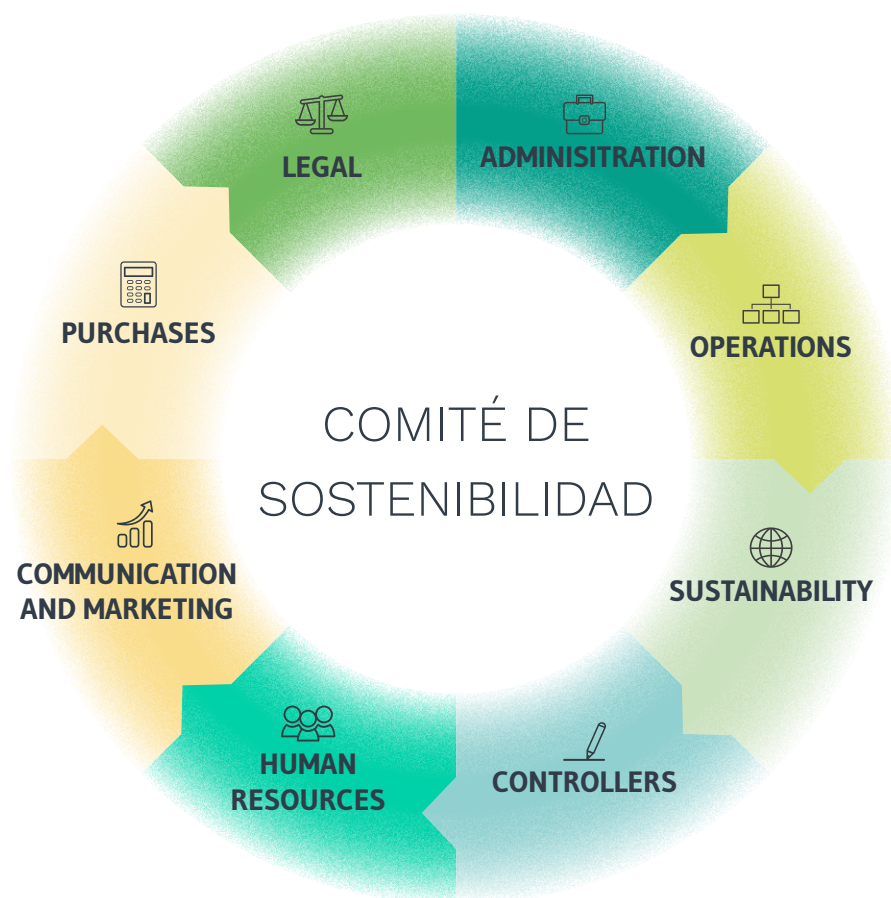 LEGAL
ADMINISITRATION
PURCHASES
OPERATIONS
COMITÉ DE
SOSTENIBILIDAD
COMMUNICATION
AND MARKETING
SUSTAINABILITY
HUMAN
RESOURCES
CONTROLLERS